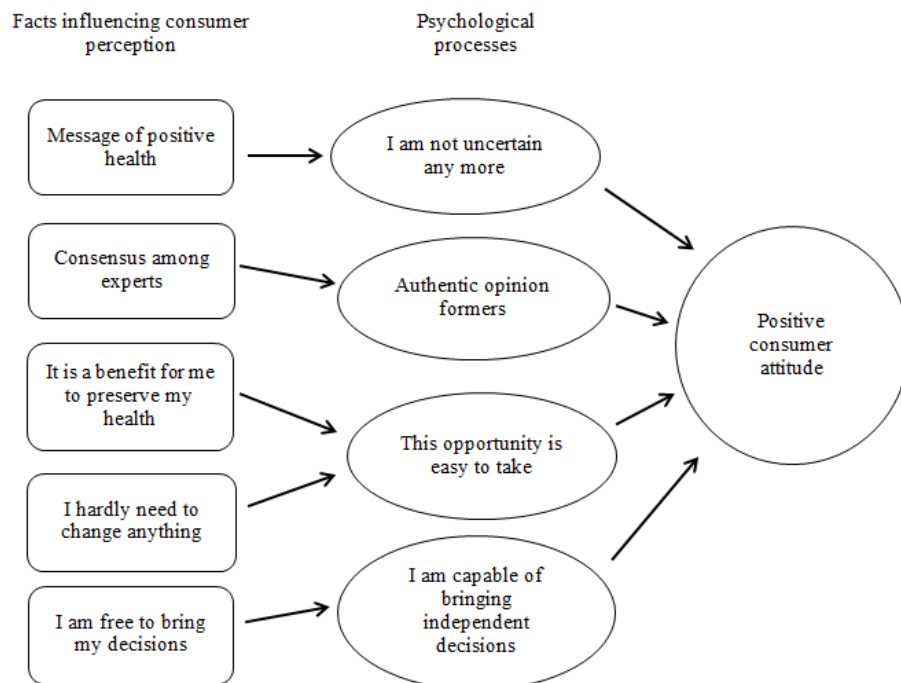 Facts influencing consumer
perception
Psychological
processes
Message of positive
health
I am not uncertain
any more
Consensus among
experts
Authentic opinion
formers
Positive
consumer
attitude
It is a benefit for me
to preserve my
health
This opportunity is
easy to take
I hardly need to
change anything
I am capable of
bringing
independent
decisions
I am free to bring
my decisions